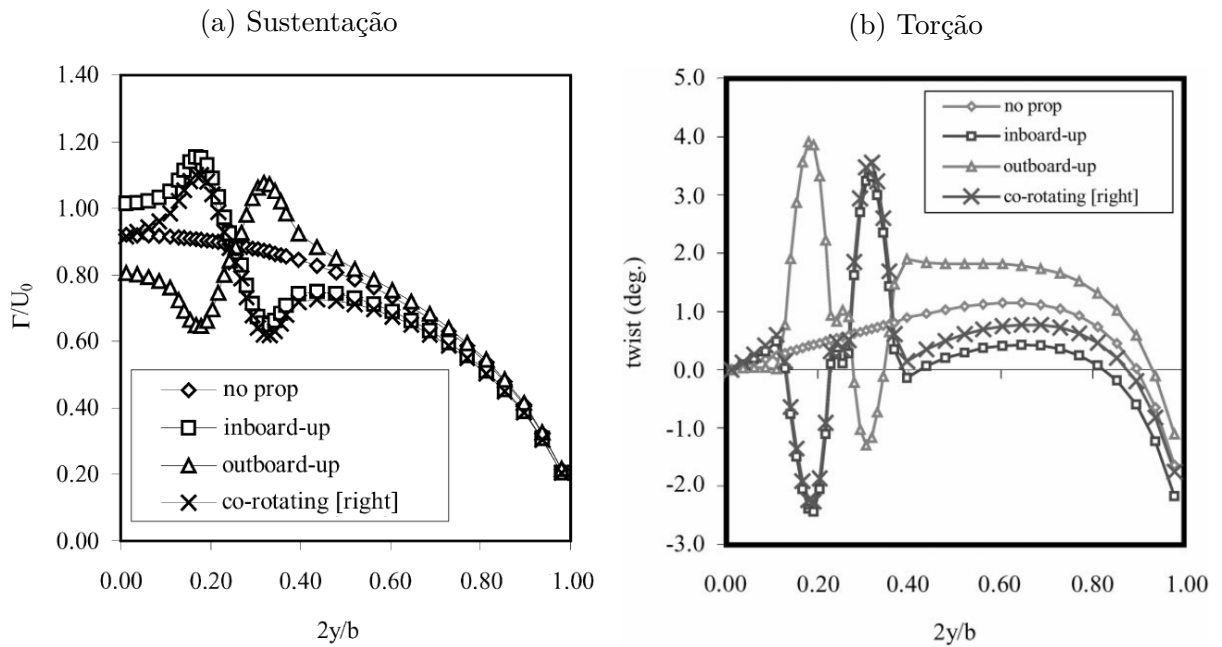 (a) Sustentação
1.40
1.20
1.00
0.80
0.60
0.40
0.20
0.00
Γ/U₀
no prop
inboard-up
outboard-up
co-rotating [right]
0.00 0.20 0.40 0.60 0.80 1.00
2y/b
(b) Torção
5.0
4.0
3.0
2.0
1.0
0.0
-1.0
-2.0
-3.0
twist (deg.)
no prop
inboard-up
outboard-up
co-rotating [right]
0.00 0.20 0.40 0.60 0.80 1.00
2y/b